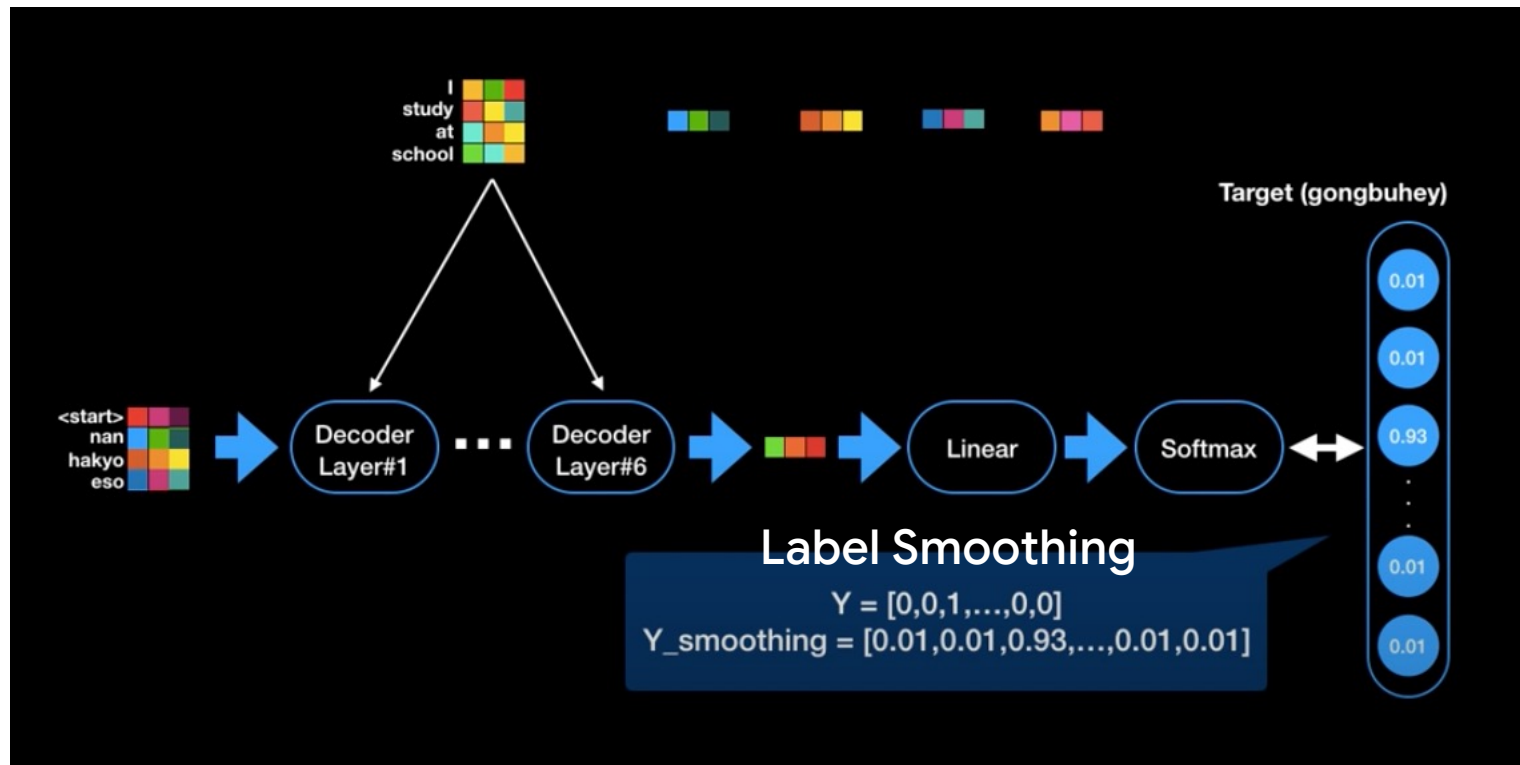 I
study
at
school
Target (gongbuhey)
0.01
0.01
0.93
0.01
0.01
<start>
nan
hakyo
eso
Decoder
Layer#1
Decoder
Layer#6
Linear
Softmax
Label Smoothing
Y = [0,0,1,...,0,0]
Y_smoothing = [0.01,0.01,0.93,...,0.01,0.01]